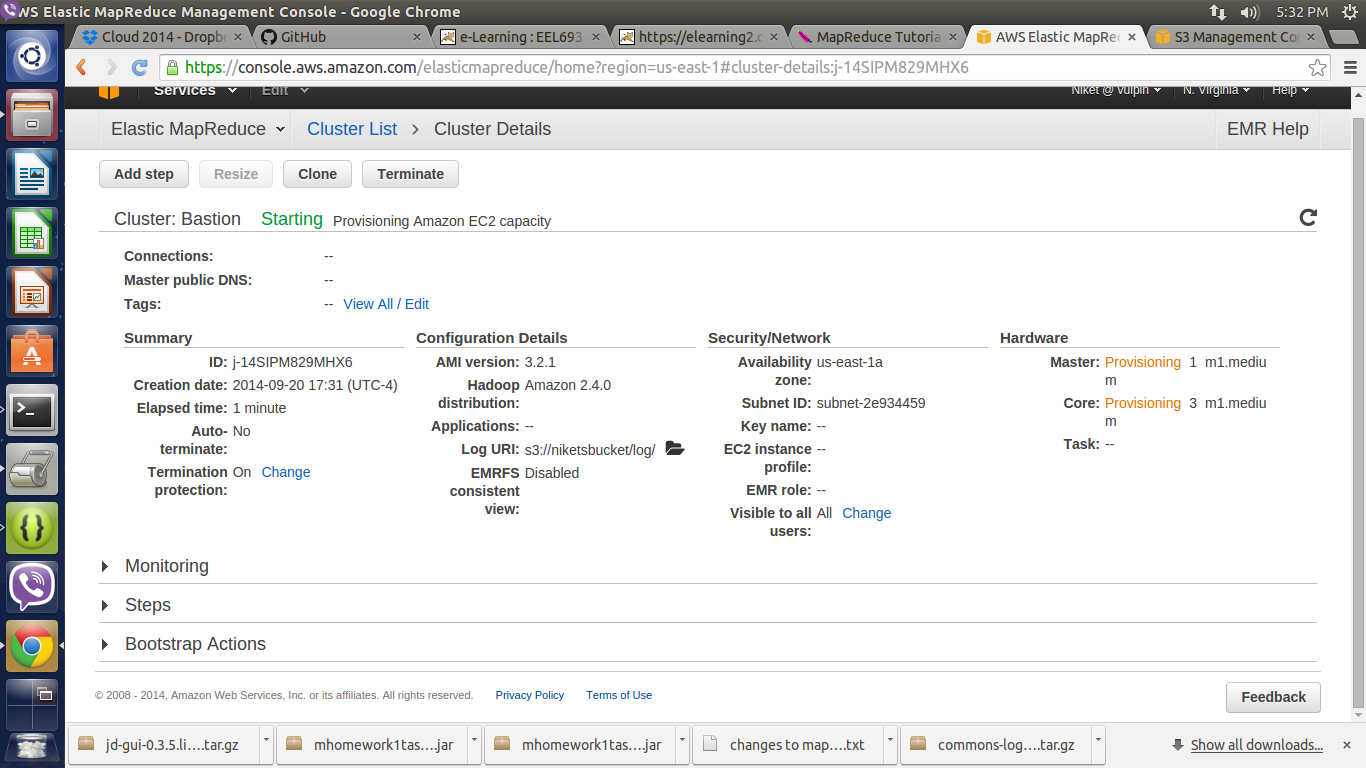 AWS Elastic MapReduce Management Console - Google Chrome
5:32 PM
Cloud 2014 - Dropb
GitHub
e-Learning : EEL693
https://elearning2.c
MapReduce Tutoria
AWS Elastic MapRe
S3 Management Co
https://console.aws.amazon.com/elasticmapreduce/home?region=us-east-1#cluster-details:j-14SIPM829MHX6
Services Edit Niket @ vulpin N. Virginia Help
Elastic MapReduce Cluster List > Cluster Details EMR Help
Add step Resize Clone Terminate
Cluster: Bastion Starting Provisioning Amazon EC2 capacity
Connections: --
Master public DNS: --
Tags: -- View All / Edit
Summary
ID: j-14SIPM829MHX6
Creation date: 2014-09-20 17:31 (UTC-4)
Elapsed time: 1 minute
Auto- No
terminate:
Termination On Change
protection:
Configuration Details
AMI version: 3.2.1
Hadoop Amazon 2.4.0
distribution:
Applications: --
Log URI: s3://niketsbucket/log/
EMRFS Disabled
consistent
view:
Security/Network
Availability us-east-1a
zone:
Subnet ID: subnet-2e934459
Key name: --
EC2 instance --
profile:
EMR role: --
Visible to all All Change
users:
Hardware
Master: Provisioning 1 m1.mediu
m
Core: Provisioning 3 m1.mediu
m
Task: --
Monitoring
Steps
Bootstrap Actions
© 2008 - 2014, Amazon Web Services, Inc. or its affiliates. All rights reserved. Privacy Policy Terms of Use
Feedback
jd-gui-0.3.5.li....tar.gz
mhomework1tas....jar
mhomework1tas....jar
changes to map....txt
commons-log....tar.gz
Show all downloads...